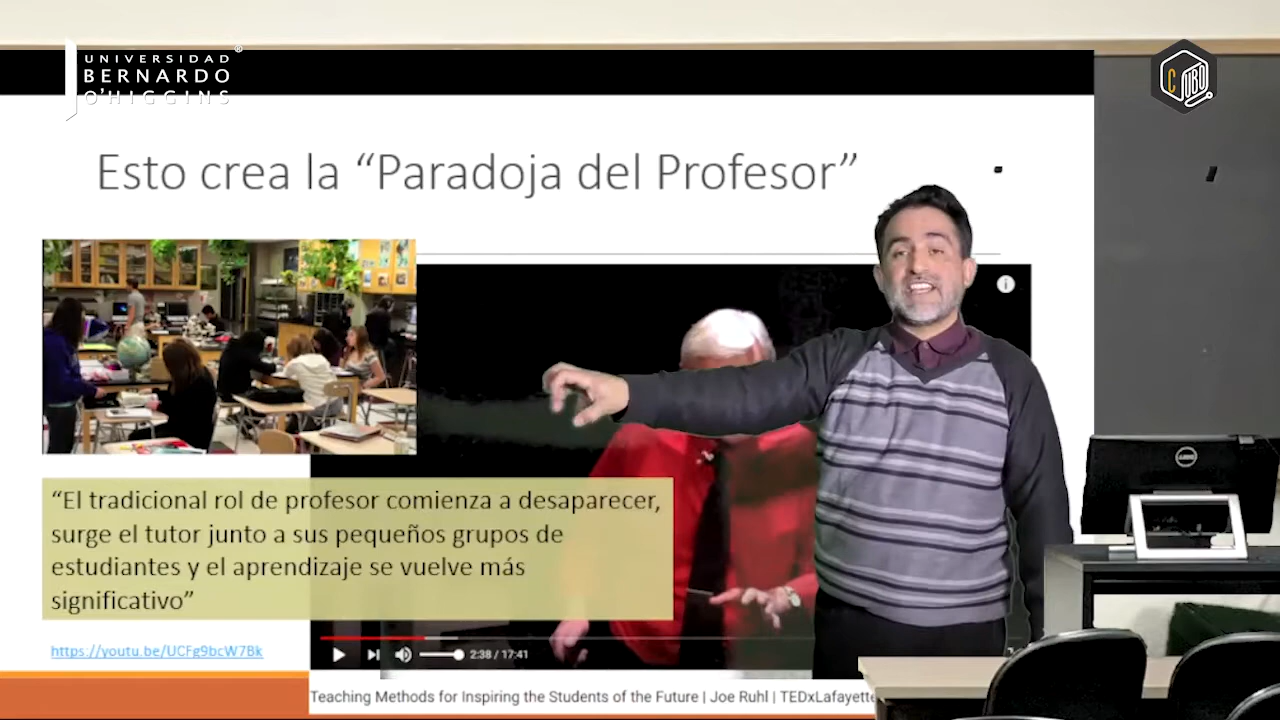 UNIVERSIDAD
BERNARDO
O'HIGGINS
C UBO
Esto crea la “Paradoja del Profesor”
“El tradicional rol de profesor comienza a desaparecer,
surge el tutor junto a sus pequeños grupos de
estudiantes y el aprendizaje se vuelve más
significativo”
https://youtu.be/UCFg9bcW7Bk
2:38 / 17:41
Teaching Methods for Inspiring the Students of the Future | Joe Ruhl | TEDxLafayette
DELL